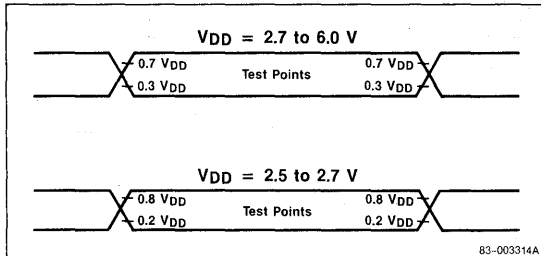 VDD = 2.7 to 6.0 V
0.7 VDD 0.7 VDD
Test Points
0.3 VDD 0.3 VDD
VDD = 2.5 to 2.7 V
0.8 VDD 0.8 VDD
Test Points
0.2 VDD 0.2 VDD
83-003314A